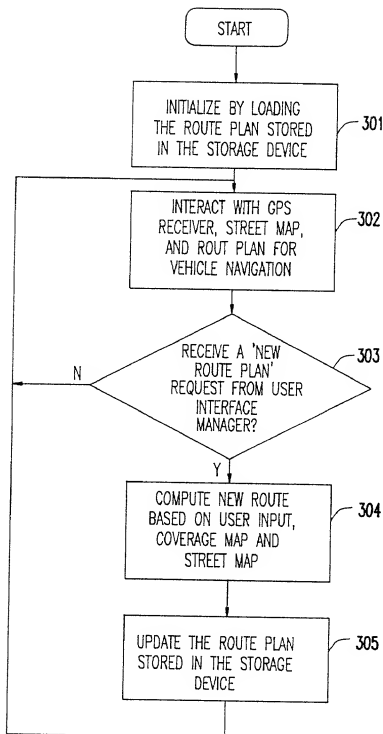 START
INITIALIZE BY LOADING
THE ROUTE PLAN STORED
IN THE STORAGE DEVICE
301
INTERACT WITH GPS
RECEIVER, STREET MAP,
AND ROUT PLAN FOR
VEHICLE NAVIGATION
302
RECEIVE A 'NEW
ROUTE PLAN'
REQUEST FROM USER
INTERFACE
MANAGER?
303
N
Y
COMPUTE NEW ROUTE
BASED ON USER INPUT,
COVERAGE MAP AND
STREET MAP
304
UPDATE THE ROUTE PLAN
STORED IN THE STORAGE
DEVICE
305